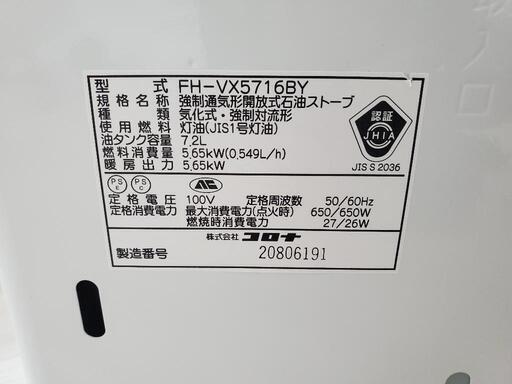 型 式 FH-VX5716BY
規格名称 強制通気形開放式石油ストーブ
種類 気化式・強制対流形
使用燃料 灯油(JIS1号灯油)
油タンク容量 7.2L
燃料消費量 5.65kW(0.549L/h)
暖房出力 5.65kW
認証
JHIA
JIS S 2036
PS E
PS C
定格電圧 100V 定格周波数 50/60Hz
定格消費電力 最大消費電力(点火時) 650/650W
燃焼時消費電力 27/26W
株式会社 コロナ
製造番号 20806191